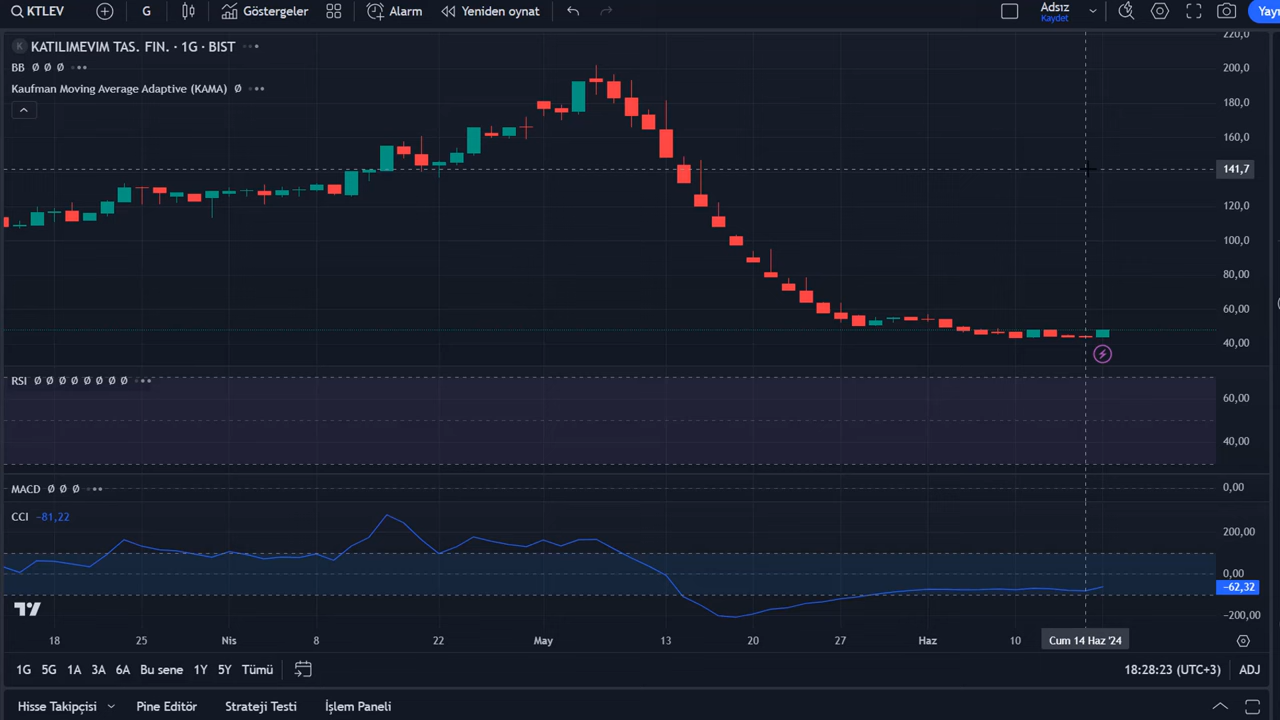 KTLEV G Göstergeler Alarm Yeniden oynat Adsız Kaydet
K KATILIMEVIM TAS. FIN. · 1G · BIST
BB Ø Ø Ø
Kaufman Moving Average Adaptive (KAMA) Ø
220,0
200,0
180,0
160,0
141,7
120,0
100,0
80,00
60,00
40,00
RSI Ø Ø Ø Ø Ø Ø Ø Ø
60,00
40,00
MACD Ø Ø Ø
0,00
CCI −81,22
200,00
0,00
−62,32
−200,00
18 25 Nis 8 22 May 13 20 27 Haz 10 Cum 14 Haz '24
1G 5G 1A 3A 6A Bu sene 1Y 5Y Tümü 18:28:23 (UTC+3) ADJ
Hisse Takipçisi Pine Editör Strateji Testi İşlem Paneli